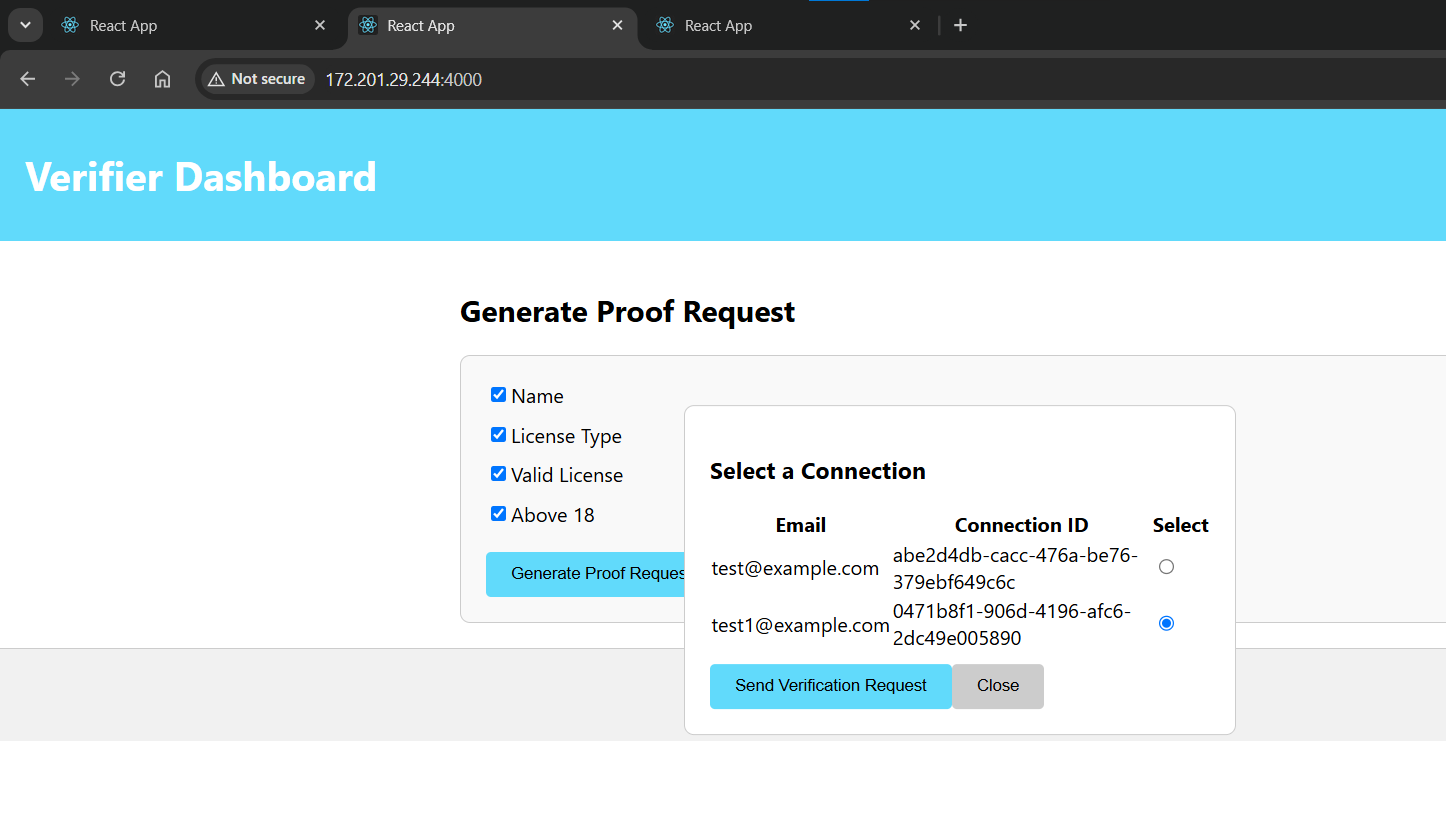 React App
React App
React App
Not secure 172.201.29.244:4000
Verifier Dashboard
Generate Proof Request
Name
License Type
Valid License
Above 18
Generate Proof Reques
Select a Connection
Email Connection ID Select
test@example.com abe2d4db-cacc-476a-be76-
379ebf649c6c
test1@example.com 0471b8f1-906d-4196-afc6-
2dc49e005890
Send Verification Request Close